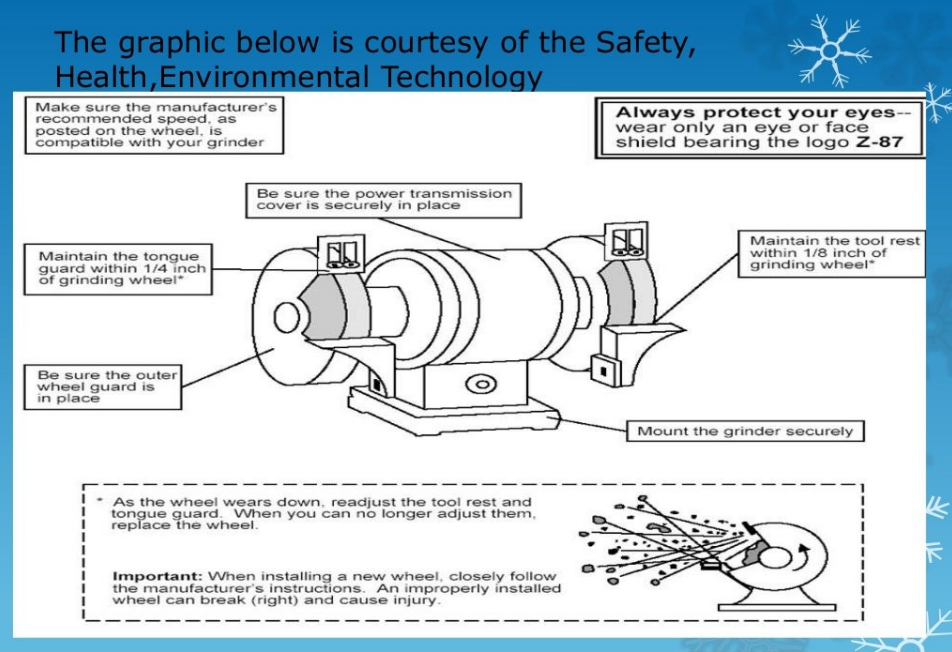 The graphic below is courtesy of the Safety,
Health,Environmental Technology
Make sure the manufacturer's
recommended speed, as
posted on the wheel, is
compatible with your grinder
Always protect your eyes--
wear only an eye or face
shield bearing the logo Z-87
Be sure the power transmission
cover is securely in place
Maintain the tongue
guard within 1/4 inch
of grinding wheel*
Maintain the tool rest
within 1/8 inch of
grinding wheel*
Be sure the outer
wheel guard is
in place
Mount the grinder securely
* As the wheel wears down, readjust the tool rest and
tongue guard. When you can no longer adjust them,
replace the wheel.
Important: When installing a new wheel, closely follow
the manufacturer's instructions. An improperly installed
wheel can break (right) and cause injury.